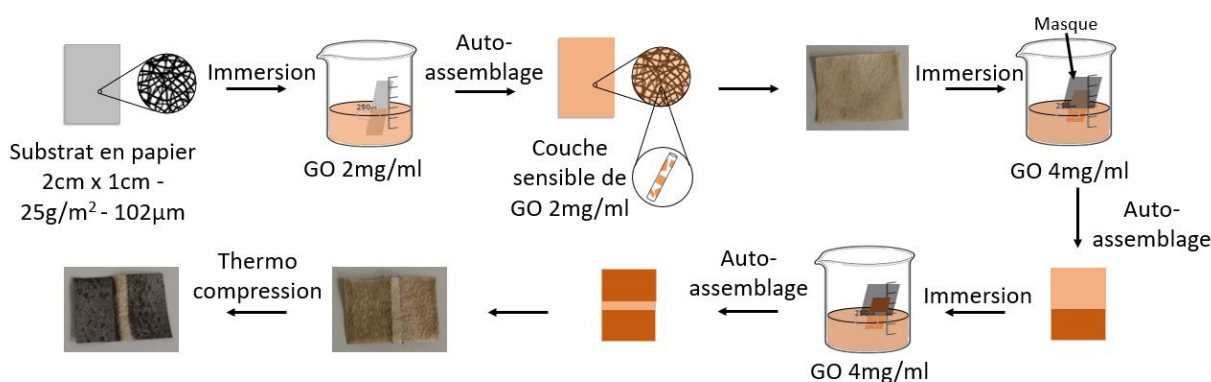 Substrat en papier
2cm x 1cm -
25g/m² - 102µm
Immersion
250ml
GO 2mg/ml
Auto-
assemblage
Couche
sensible de
GO 2mg/ml
Immersion
Masque
GO 4mg/ml
Auto-
assemblage
Immersion
GO 4mg/ml
Auto-
assemblage
Thermo
compression